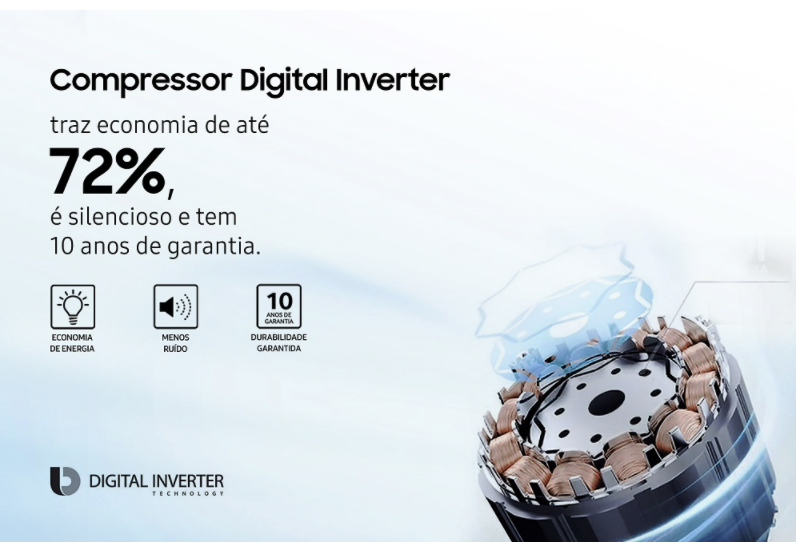 Compressor Digital Inverter
traz economia de até
72%,
é silencioso e tem
10 anos de garantia.
ECONOMIA
DE ENERGIA
MENOS
RUÍDO
10
ANOS DE
GARANTIA
DURABILIDADE
GARANTIDA
DIGITAL INVERTER
TECHNOLOGY